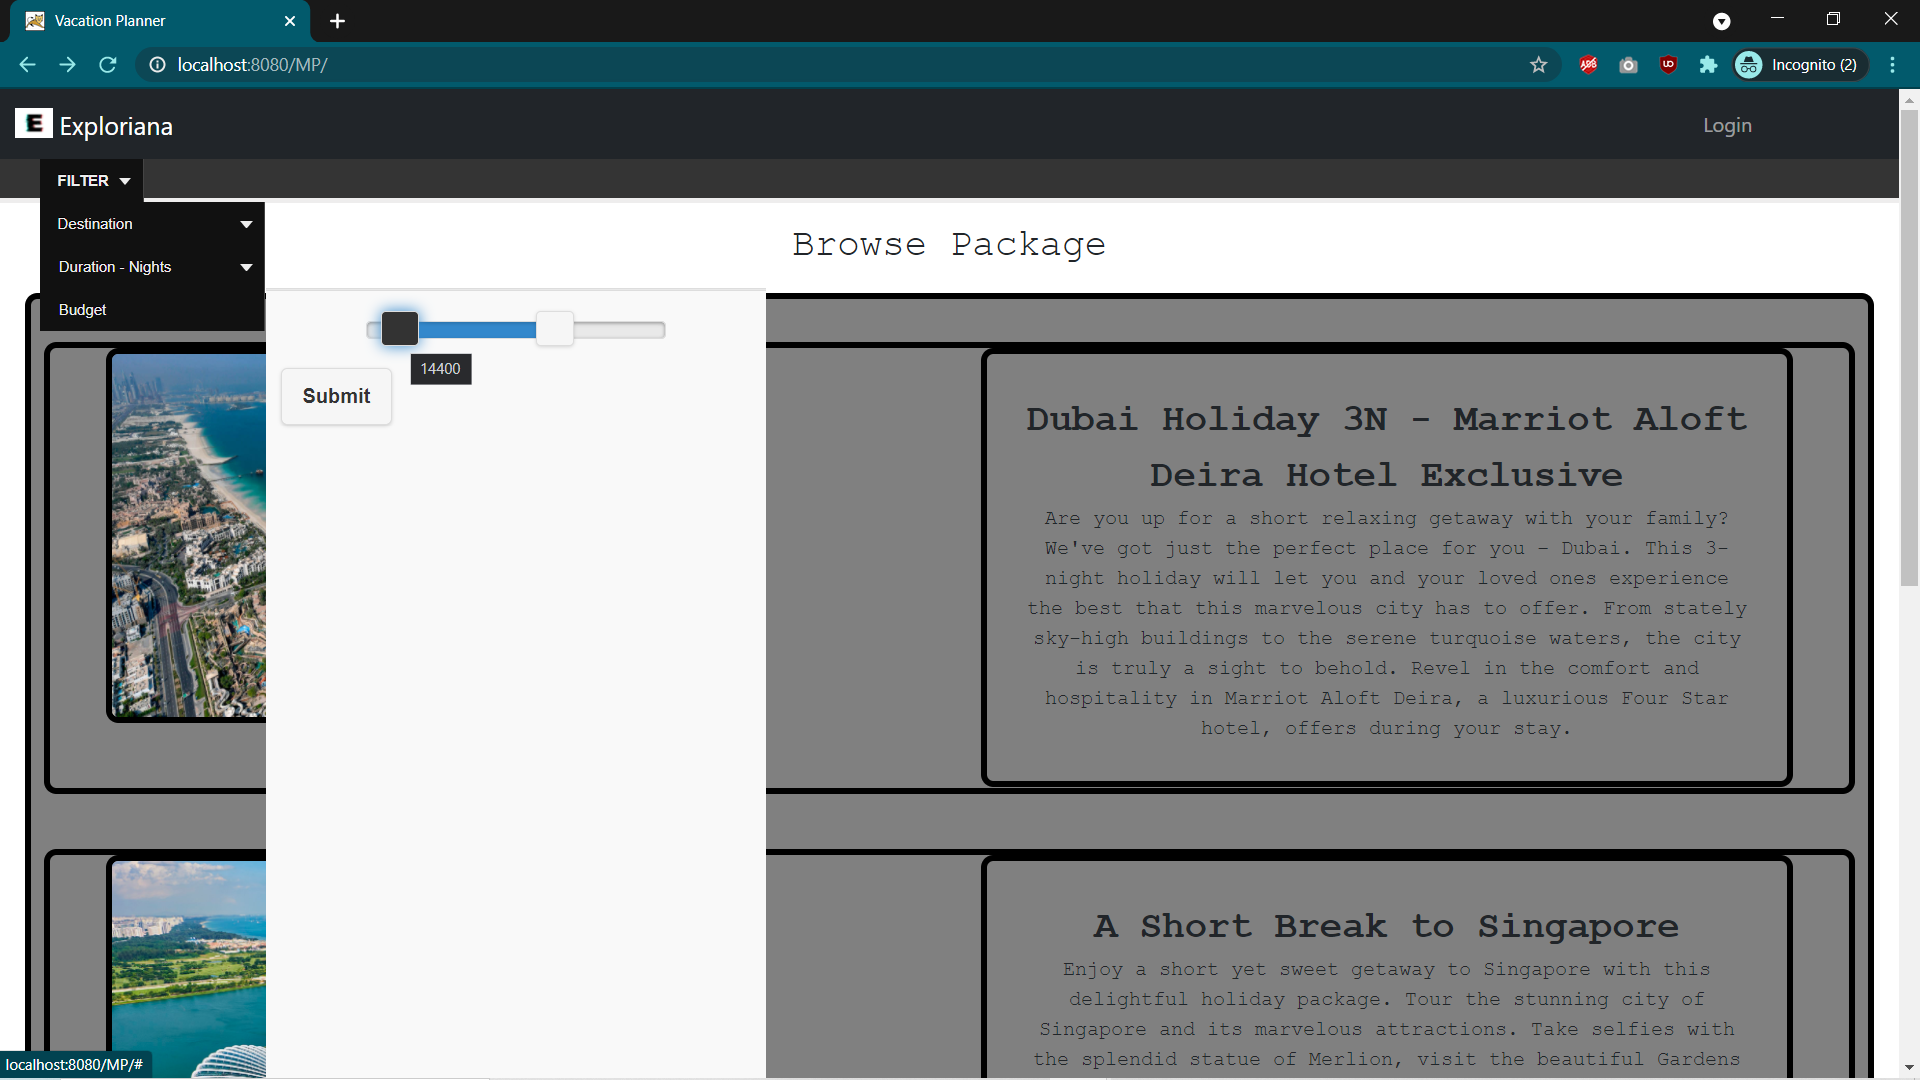 Vacation Planner
localhost:8080/MP/
Incognito (2)
E Exploriana
Login
FILTER
Destination
Duration - Nights
Budget
Browse Package
14400
Submit
Dubai Holiday 3N - Marriot Aloft
Deira Hotel Exclusive
Are you up for a short relaxing getaway with your family?
We've got just the perfect place for you - Dubai. This 3-
night holiday will let you and your loved ones experience
the best that this marvelous city has to offer. From stately
sky-high buildings to the serene turquoise waters, the city
is truly a sight to behold. Revel in the comfort and
hospitality in Marriot Aloft Deira, a luxurious Four Star
hotel, offers during your stay.
A Short Break to Singapore
Enjoy a short yet sweet getaway to Singapore with this
delightful holiday package. Tour the stunning city of
Singapore and its marvelous attractions. Take selfies with
the splendid statue of Merlion, visit the beautiful Gardens
localhost:8080/MP/#